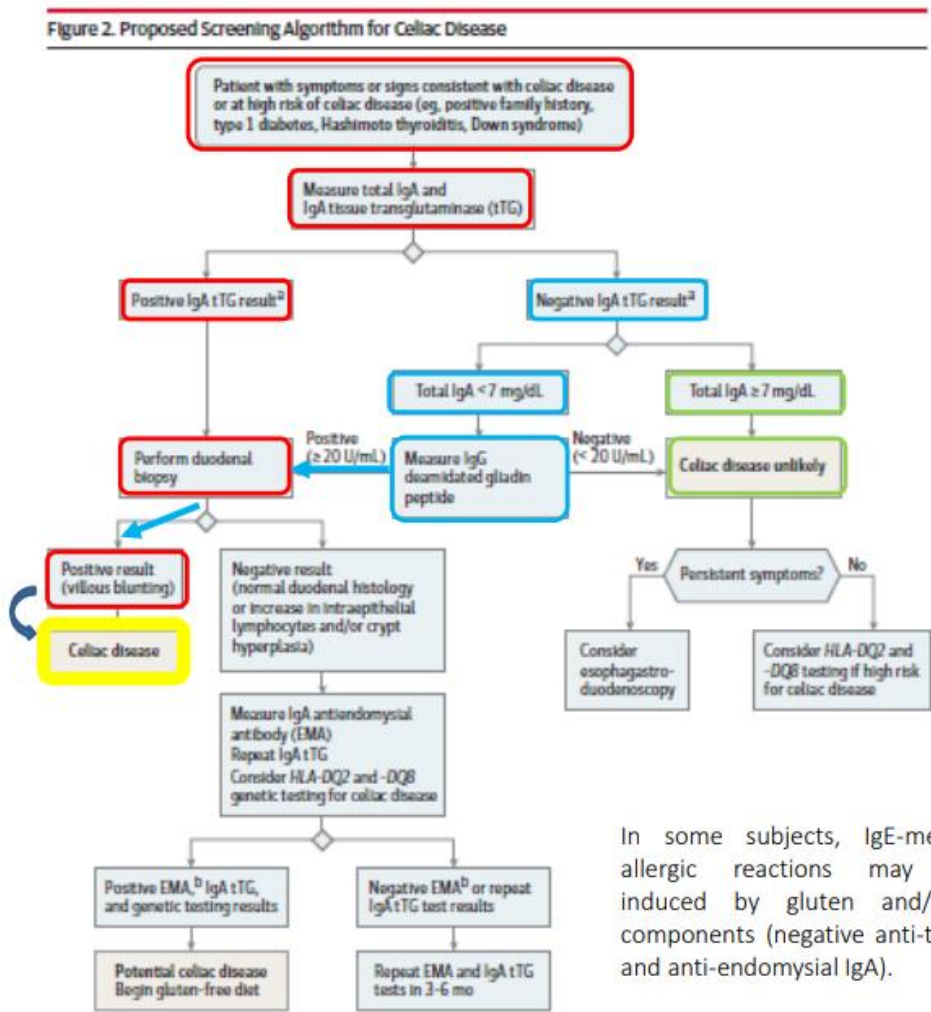 Figure 2. Proposed Screening Algorithm for Celiac Disease
Patient with symptoms or signs consistent with celiac disease
or at high risk of celiac disease (eg, positive family history,
type 1 diabetes, Hashimoto thyroiditis, Down syndrome)
Measure total IgA and
IgA tissue transglutaminase (tTG)
Positive IgA tTG result a
Negative IgA tTG result a
Total IgA <7 mg/dL
Total IgA ≥7 mg/dL
Perform duodenal
biopsy
Positive
(≥20 U/mL)
Measure IgG
deamidated gliadin
peptide
Negative
(<20 U/mL)
Celiac disease unlikely
Positive result
(villous blunting)
Negative result
(normal duodenal histology
or increase in intraepithelial
lymphocytes and/or crypt
hyperplasia)
Yes
Persistent symptoms?
No
Celiac disease
Consider
esophagastro-
duodenoscopy
Consider HLA-DQ2 and
-DQ8 testing if high risk
for celiac disease
Measure IgA antiendomysial
antibody (EMA)
Repeat IgA tTG
Consider HLA-DQ2 and -DQ8
genetic testing for celiac disease
Positive EMA,b IgA tTG,
and genetic testing results
Negative EMAb or repeat
IgA tTG test results
Potential celiac disease
Begin gluten-free diet
Repeat EMA and IgA tTG
tests in 3-6 mo
In some subjects, IgE-me
allergic reactions may
induced by gluten and/
components (negative anti-t
and anti-endomysial IgA).